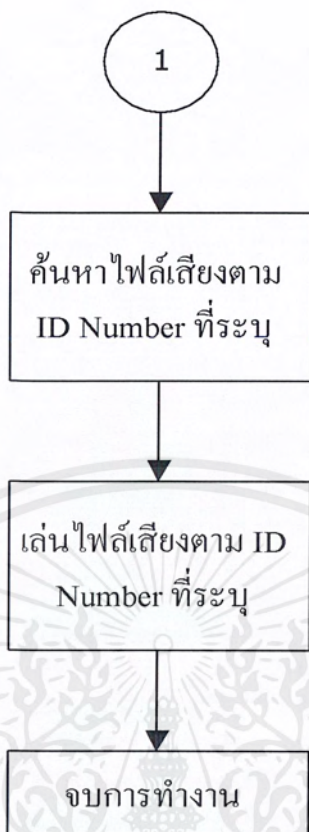 1
ค้นหาไฟล์เสียงตาม
ID Number ที่ระบุ
เล่นไฟล์เสียงตาม ID
Number ที่ระบุ
จบการทำงาน